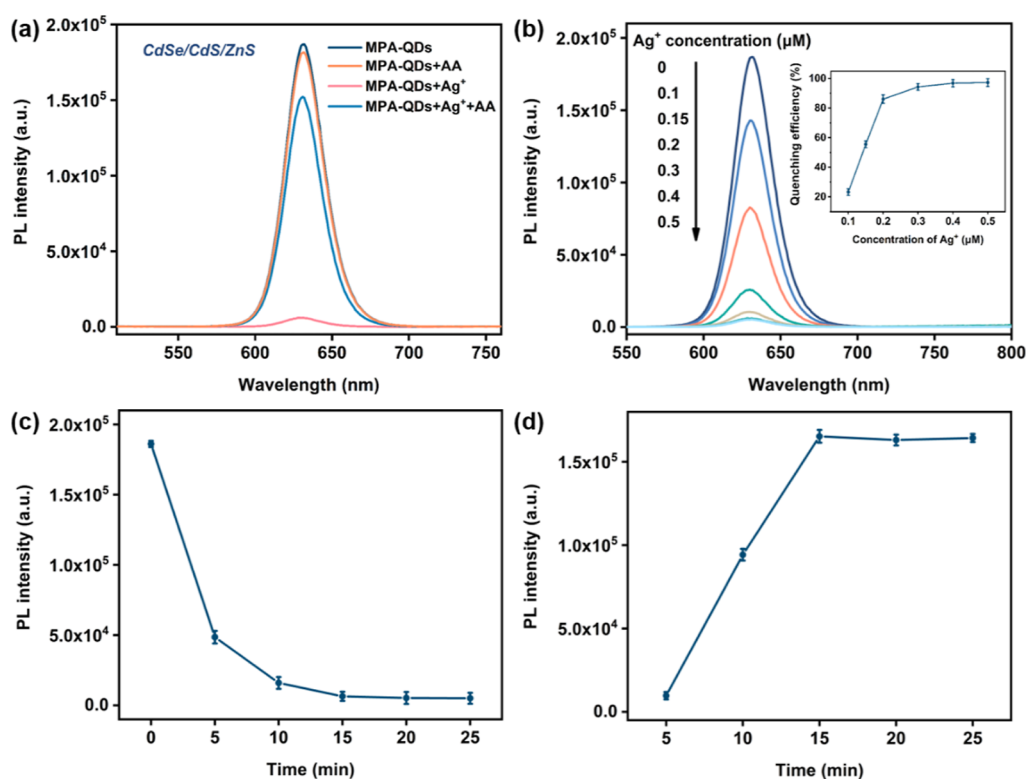 (a)
2.0x10⁵
1.5x10⁵
1.0x10⁵
5.0x10⁴
0.0
PL intensity (a.u.)
CdSe/CdS/ZnS
MPA-QDs
MPA-QDs+AA
MPA-QDs+Ag⁺
MPA-QDs+Ag⁺+AA
550 600 650 700 750
Wavelength (nm)
(b)
2.0x10⁵
1.5x10⁵
1.0x10⁵
5.0x10⁴
0.0
PL intensity (a.u.)
Ag⁺ concentration (µM)
0
0.1
0.15
0.2
0.3
0.4
0.5
100
80
60
40
20
Quenching efficiency (%)
0.1 0.2 0.3 0.4 0.5
Concentration of Ag⁺ (µM)
550 600 650 700 750 800
Wavelength (nm)
(c)
2.0x10⁵
1.5x10⁵
1.0x10⁵
5.0x10⁴
0.0
PL intensity (a.u.)
0 5 10 15 20 25
Time (min)
(d)
1.5x10⁵
1.0x10⁵
5.0x10⁴
0.0
PL intensity (a.u.)
5 10 15 20 25
Time (min)